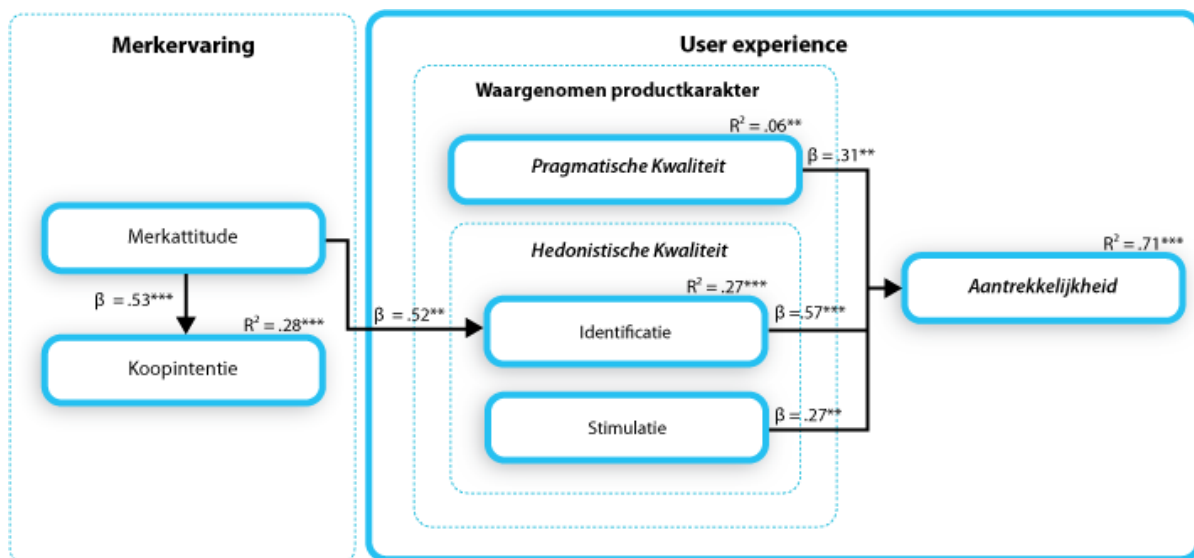 Merkervaring
User experience
Waargenomen productkarakter
R² = .06**
Pragmatische Kwaliteit
β = .31**
Merkattitude
Hedonistische Kwaliteit
R² = .71***
Aantrekkelijkheid
R² = .27***
β = .53***
R² = .28***
β = .52**
Identificatie
β = .57***
Koopintentie
Stimulatie
β = .27**